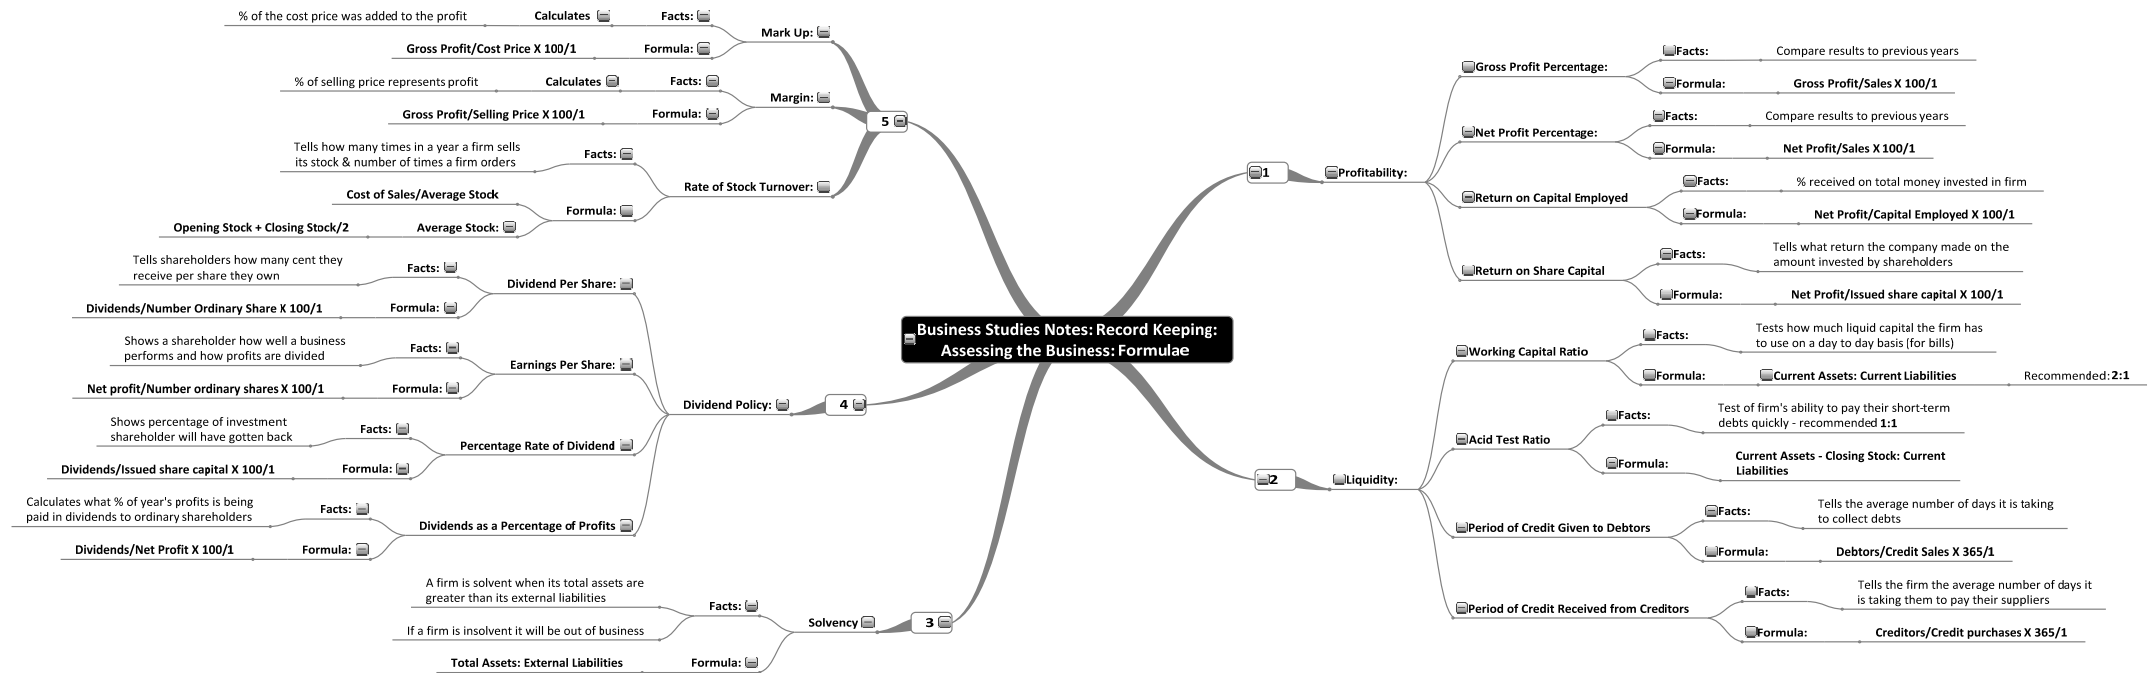 Business Studies Notes: Record Keeping:
Assessing the Business: Formulae
1
Profitability:
Gross Profit Percentage:
Facts:
Compare results to previous years
Formula:
Gross Profit/Sales X 100/1
Net Profit Percentage:
Facts:
Compare results to previous years
Formula:
Net Profit/Sales X 100/1
Return on Capital Employed
Facts:
% received on total money invested in firm
Formula:
Net Profit/Capital Employed X 100/1
Return on Share Capital
Facts:
Tells what return the company made on the
amount invested by shareholders
Formula:
Net Profit/Issued share capital X 100/1
2
Liquidity:
Working Capital Ratio
Facts:
Tests how much liquid capital the firm has
to use on a day to day basis (for bills)
Formula:
Current Assets: Current Liabilities
Recommended: 2:1
Acid Test Ratio
Facts:
Test of firm's ability to pay their short-term
debts quickly - recommended 1:1
Formula:
Current Assets - Closing Stock: Current
Liabilities
Period of Credit Given to Debtors
Facts:
Tells the average number of days it is taking
to collect debts
Formula:
Debtors/Credit Sales X 365/1
Period of Credit Received from Creditors
Facts:
Tells the firm the average number of days it
is taking them to pay their suppliers
Formula:
Creditors/Credit purchases X 365/1
3
Solvency
Facts:
A firm is solvent when its total assets are
greater than its external liabilities
If a firm is insolvent it will be out of business
Formula:
Total Assets: External Liabilities
4
Dividend Policy:
Dividend Per Share:
Facts:
Tells shareholders how many cent they
receive per share they own
Formula:
Dividends/Number Ordinary Share X 100/1
Earnings Per Share:
Facts:
Shows a shareholder how well a business
performs and how profits are divided
Formula:
Net profit/Number ordinary shares X 100/1
Percentage Rate of Dividend
Facts:
Shows percentage of investment
shareholder will have gotten back
Formula:
Dividends/Issued share capital X 100/1
Dividends as a Percentage of Profits
Facts:
Calculates what % of year's profits is being
paid in dividends to ordinary shareholders
Formula:
Dividends/Net Profit X 100/1
5
Mark Up:
Facts:
Calculates
% of the cost price was added to the profit
Formula:
Gross Profit/Cost Price X 100/1
Margin:
Facts:
Calculates
% of selling price represents profit
Formula:
Gross Profit/Selling Price X 100/1
Rate of Stock Turnover:
Facts:
Tells how many times in a year a firm sells
its stock & number of times a firm orders
Formula:
Cost of Sales/Average Stock
Average Stock:
Opening Stock + Closing Stock/2